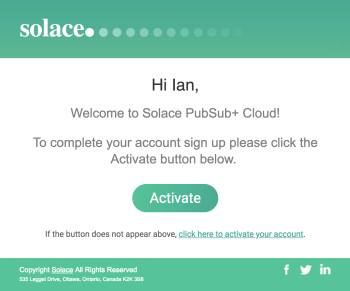 solace
Hi Ian,
Welcome to Solace PubSub+ Cloud!
To complete your account sign up please click the
Activate button below.
Activate
If the button does not appear above, click here to activate your account.
Copyright Solace All Rights Reserved
535 Legget Drive, Ottawa, Ontario, Canada K2K 3B8